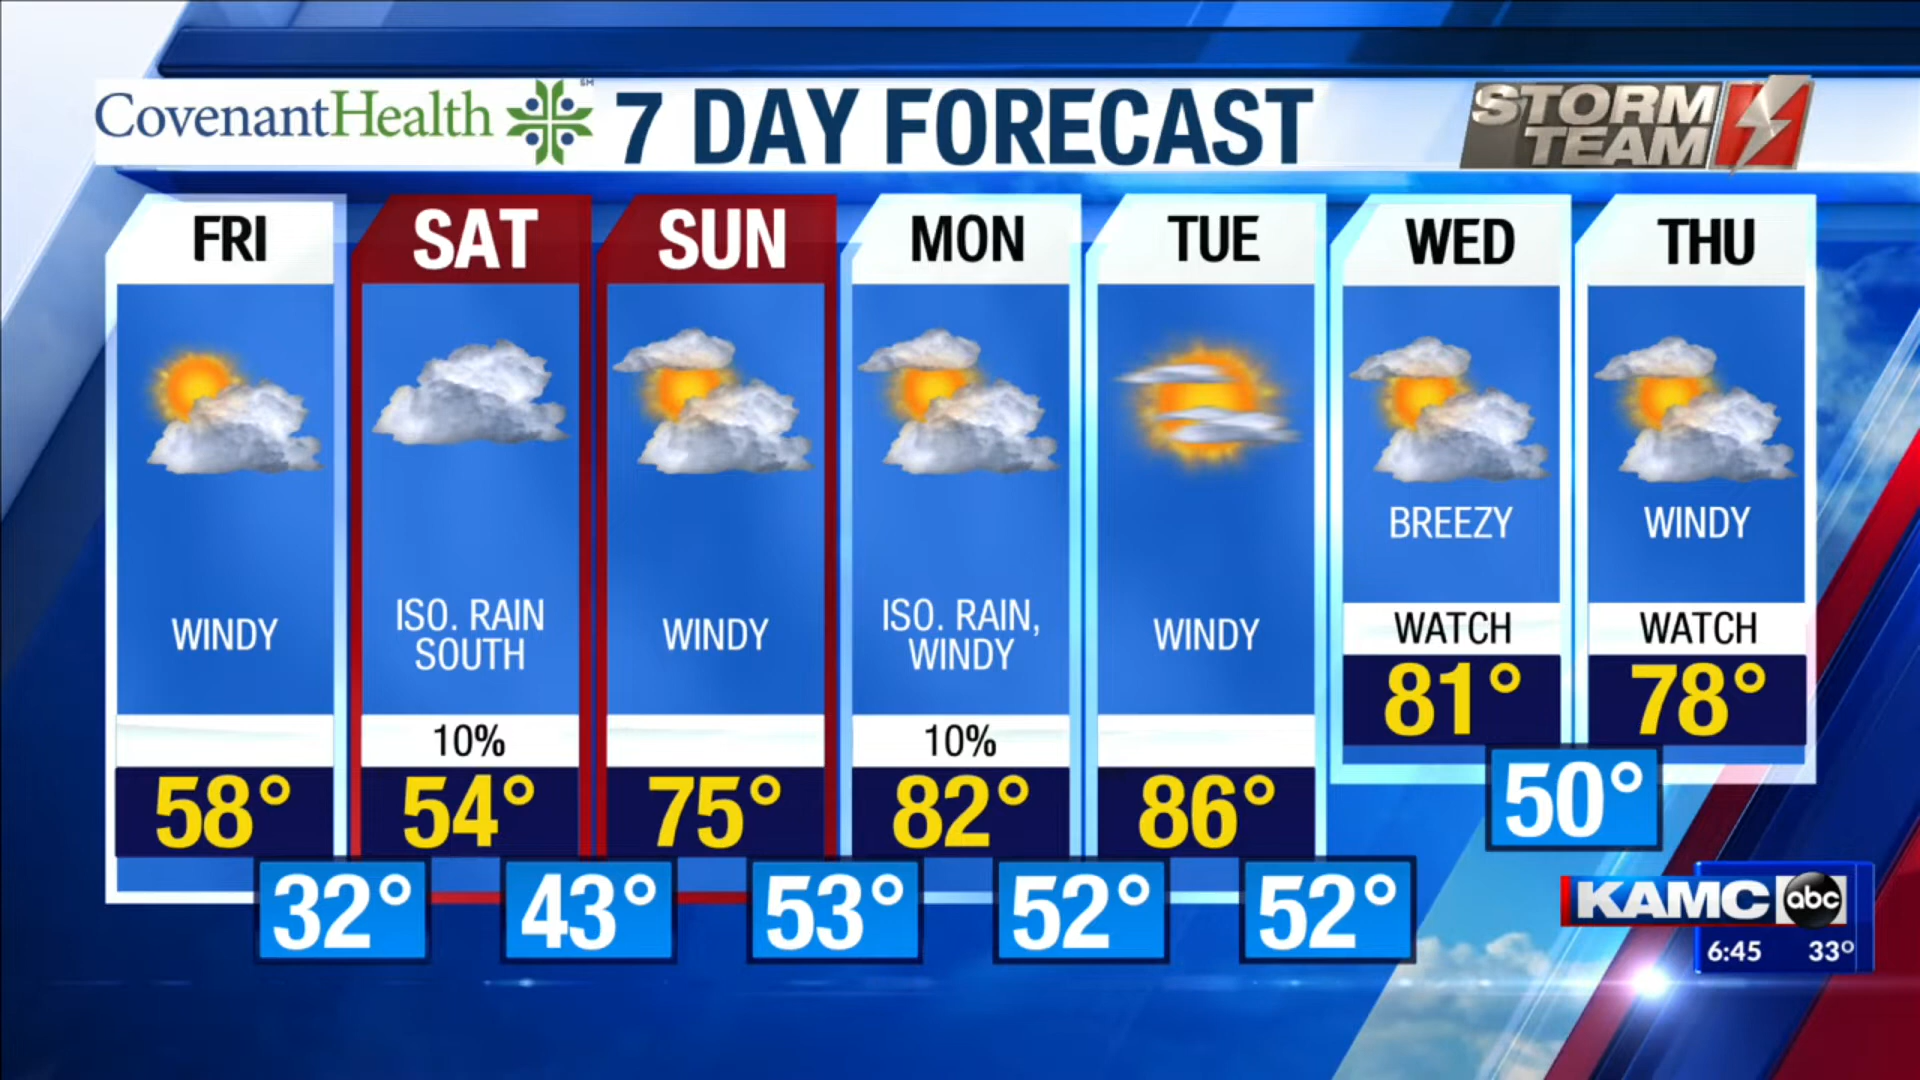 CovenantHealth SM 7 DAY FORECAST
STORM
TEAM
FRI SAT SUN MON TUE WED THU
BREEZY WINDY
WINDY ISO. RAIN
SOUTH WINDY ISO. RAIN,
WINDY WINDY
WATCH WATCH
81° 78°
10% 10%
58° 54° 75° 82° 86°
50°
32° 43° 53° 52° 52°
KAMC abc
6:45 33°